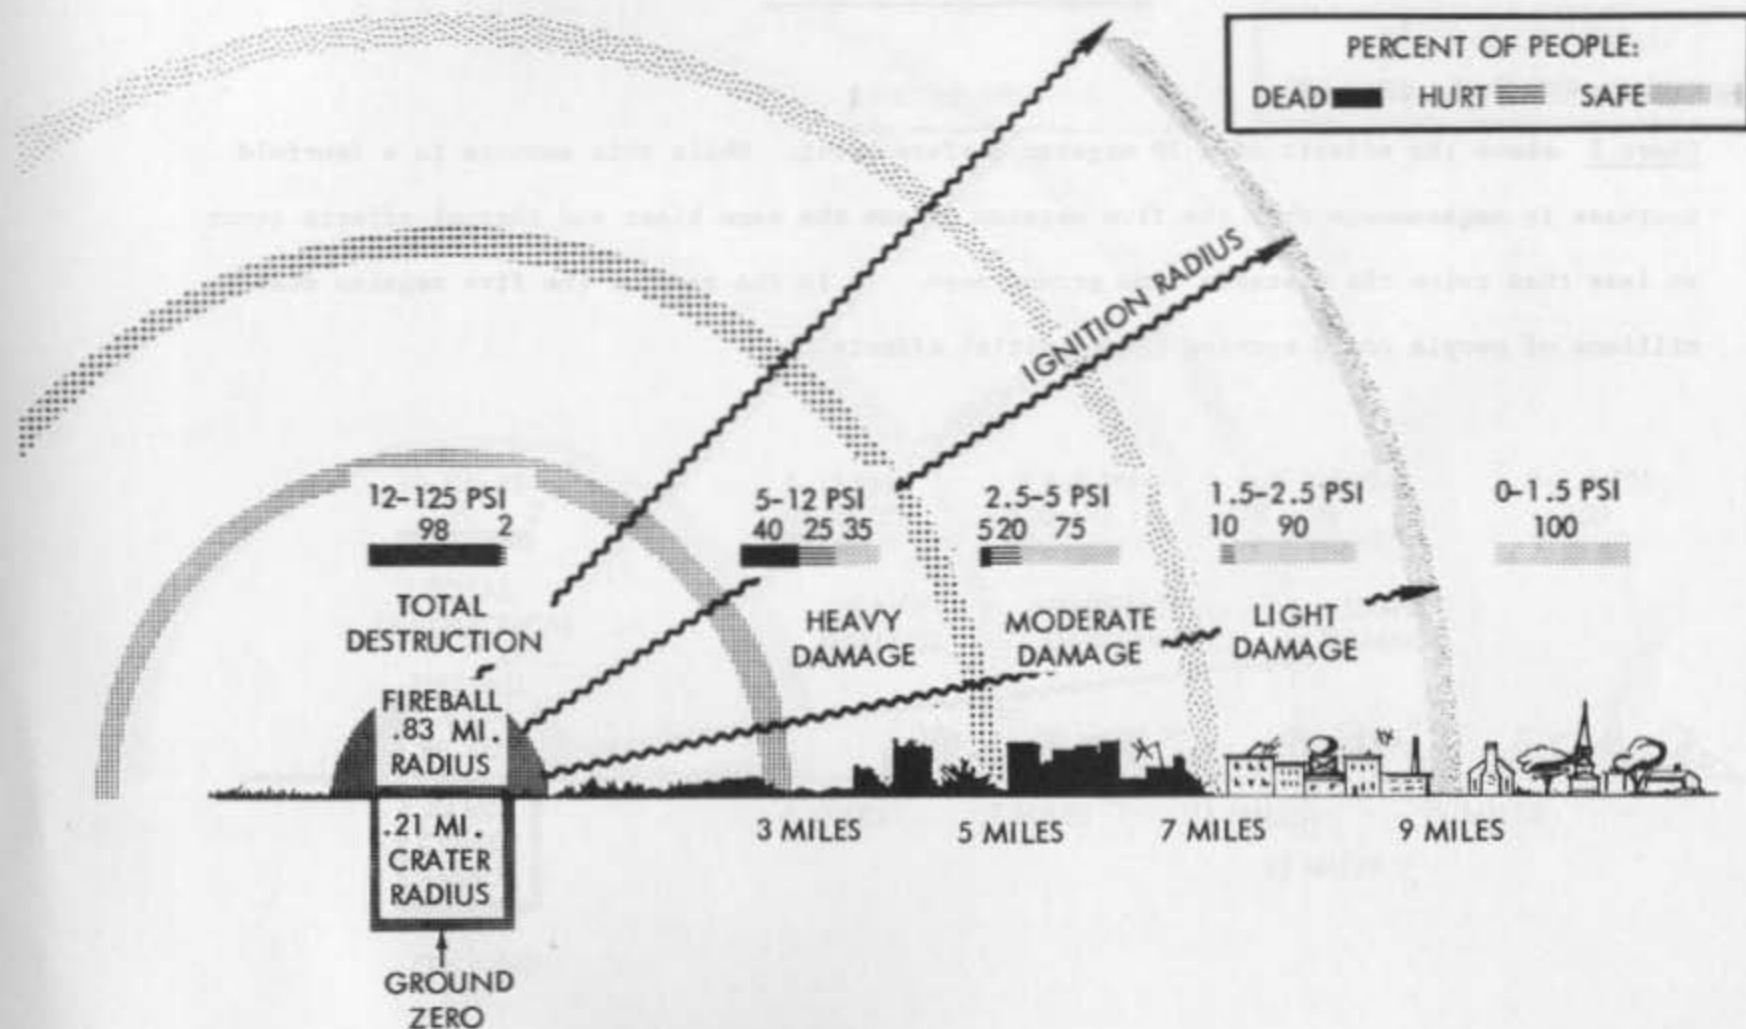 PERCENT OF PEOPLE:
DEAD HURT SAFE
IGNITION RADIUS
12-125 PSI
98 2
5-12 PSI
40 25 35
2.5-5 PSI
5 20 75
1.5-2.5 PSI
10 90
0-1.5 PSI
100
TOTAL
DESTRUCTION
HEAVY
DAMAGE
MODERATE
DAMAGE
LIGHT
DAMAGE
FIREBALL
.83 MI.
RADIUS
.21 MI.
CRATER
RADIUS
3 MILES
5 MILES
7 MILES
9 MILES
GROUND
ZERO